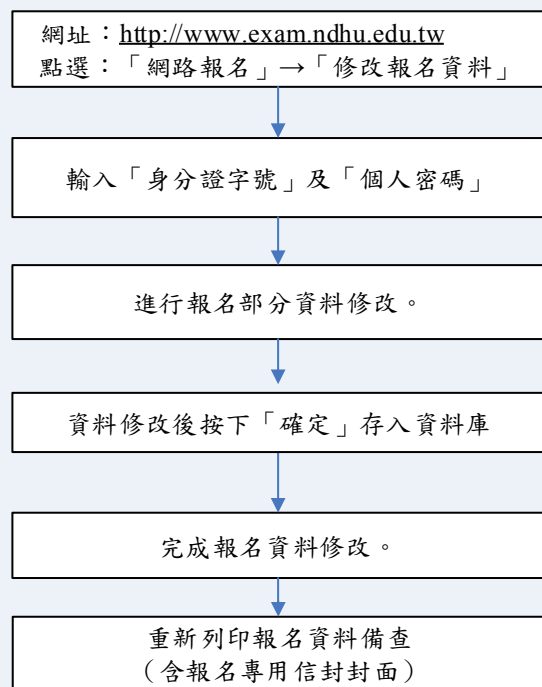 網址：http://www.exam.ndhu.edu.tw
點選：「網路報名」→「修改報名資料」
輸入「身分證字號」及「個人密碼」
進行報名部分資料修改。
資料修改後按下「確定」存入資料庫
完成報名資料修改。
重新列印報名資料備查
（含報名專用信封封面）